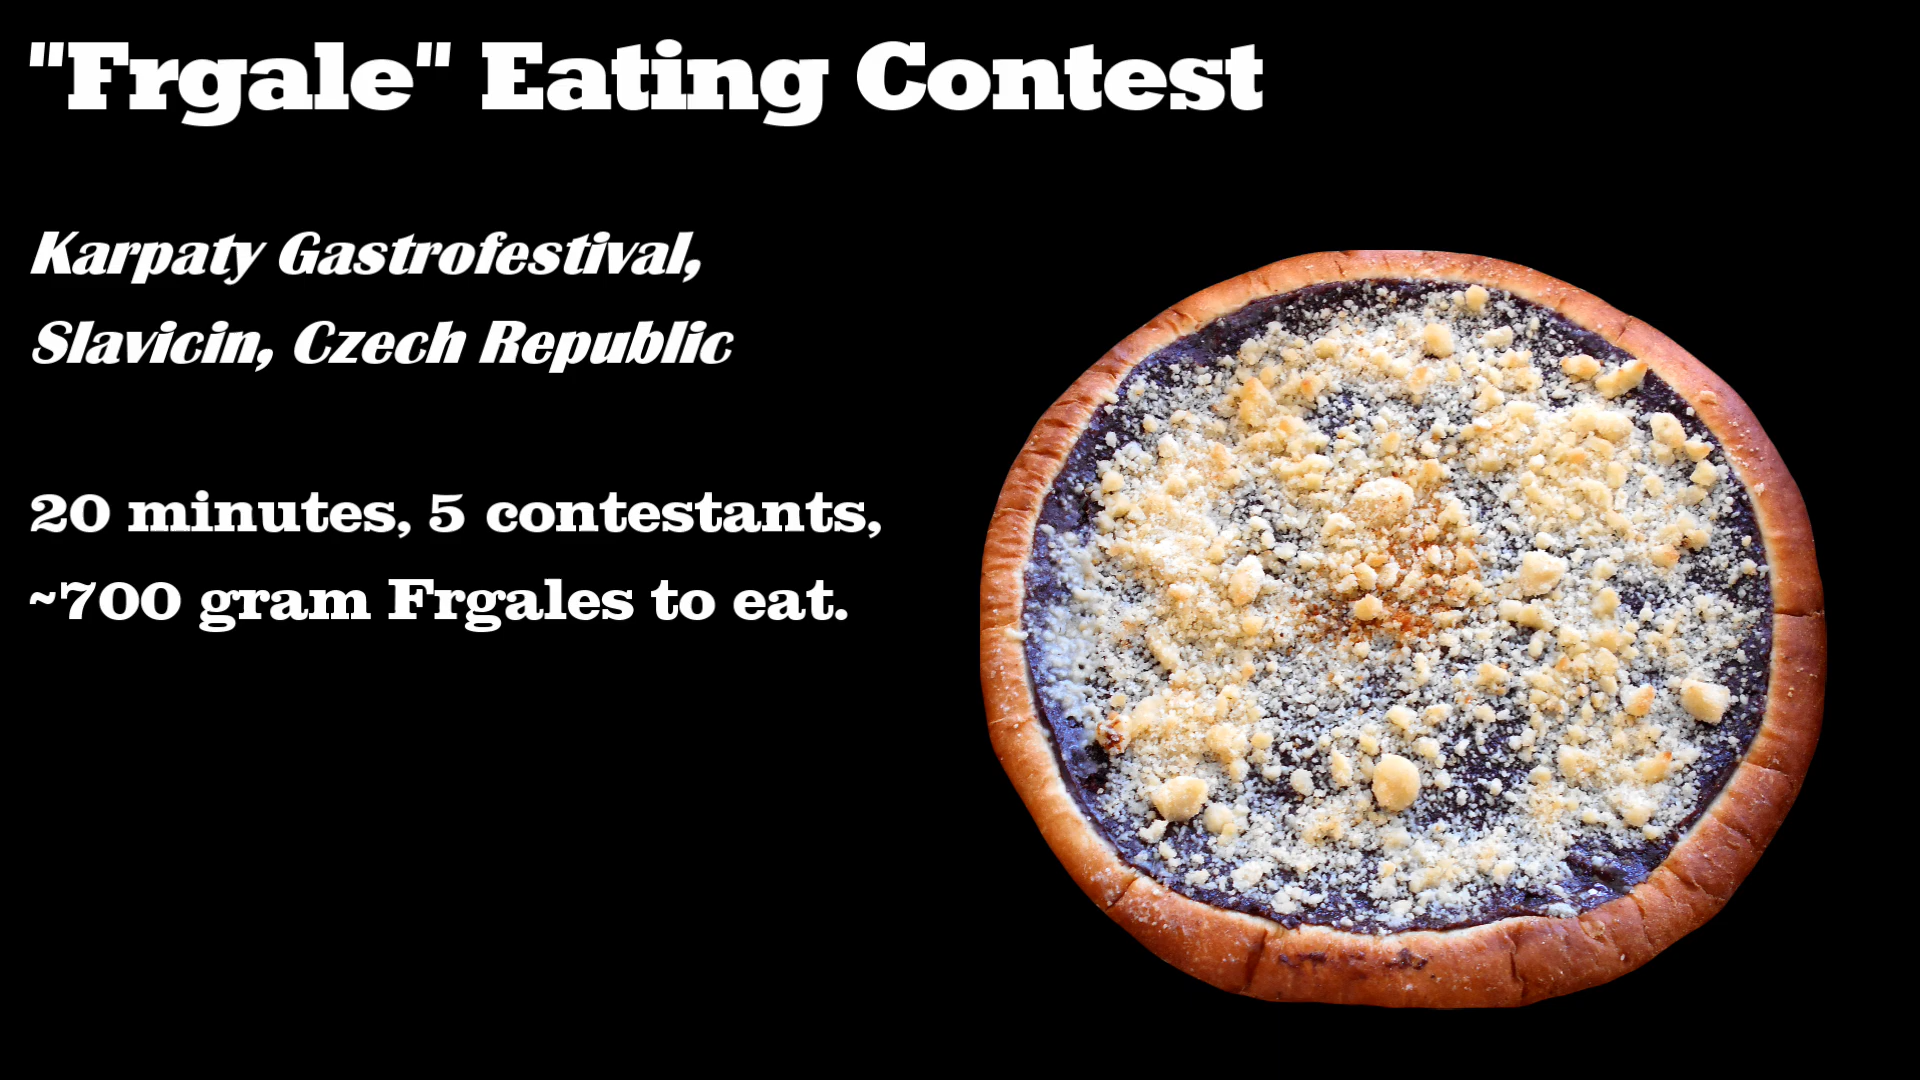 "Frgale" Eating Contest
Karpaty Gastrofestival,
Slavicin, Czech Republic
20 minutes, 5 contestants,
~700 gram Frgales to eat.